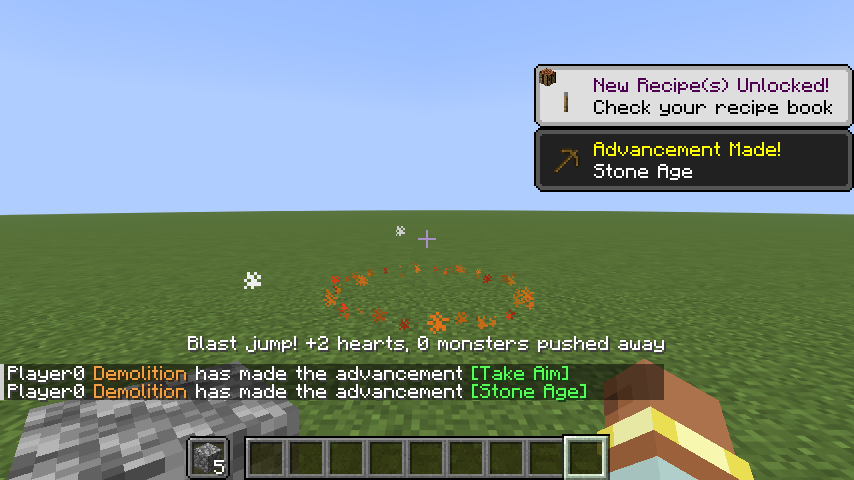 New Recipe(s) Unlocked!
Check your recipe book
Advancement Made!
Stone Age
Blast jump! +2 hearts, 0 monsters pushed away
Player0 Demolition has made the advancement [Take Aim]
Player0 Demolition has made the advancement [Stone Age]
5